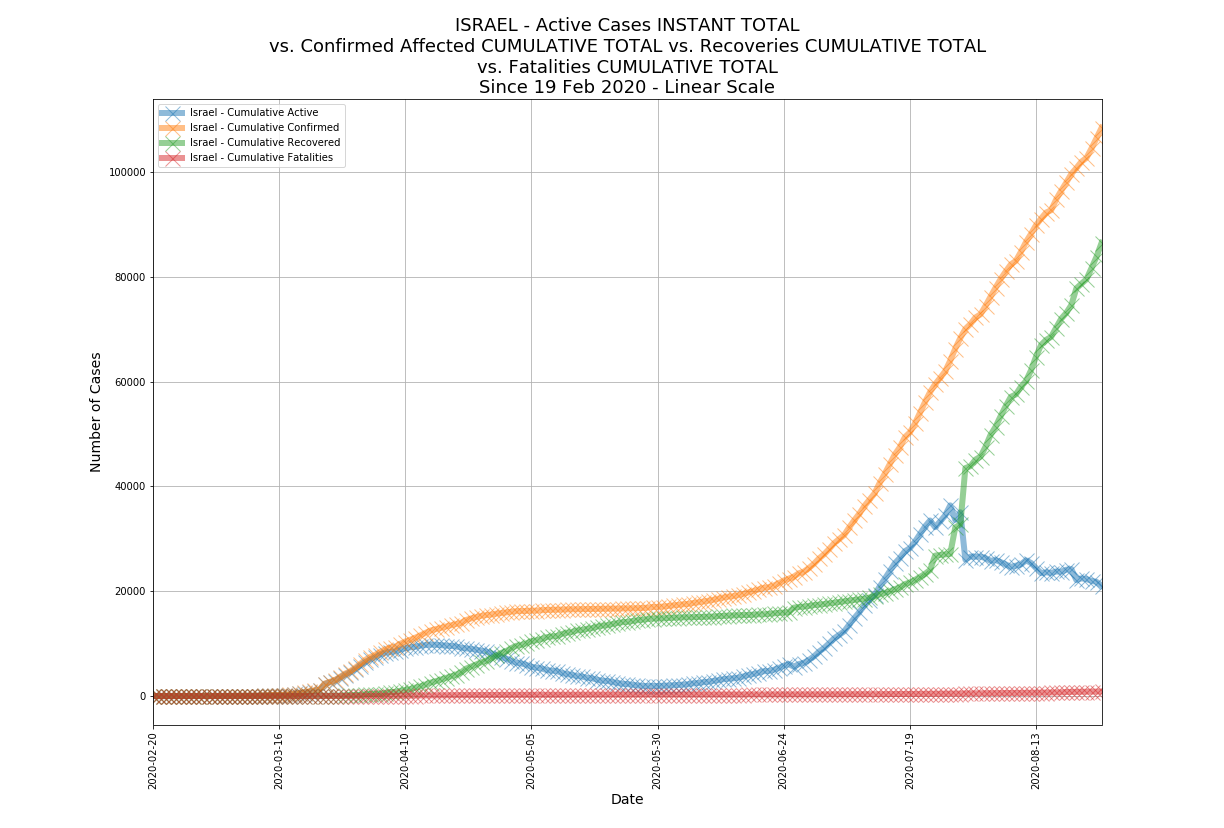 ISRAEL - Active Cases INSTANT TOTAL
vs. Confirmed Affected CUMULATIVE TOTAL vs. Recoveries CUMULATIVE TOTAL
vs. Fatalities CUMULATIVE TOTAL
Since 19 Feb 2020 - Linear Scale
Israel - Cumulative Active
Israel - Cumulative Confirmed
Israel - Cumulative Recovered
Israel - Cumulative Fatalities
Number of Cases
100000
80000
60000
40000
20000
0
2020-02-20
2020-03-16
2020-04-10
2020-05-05
2020-05-30
2020-06-24
2020-07-19
2020-08-13
Date